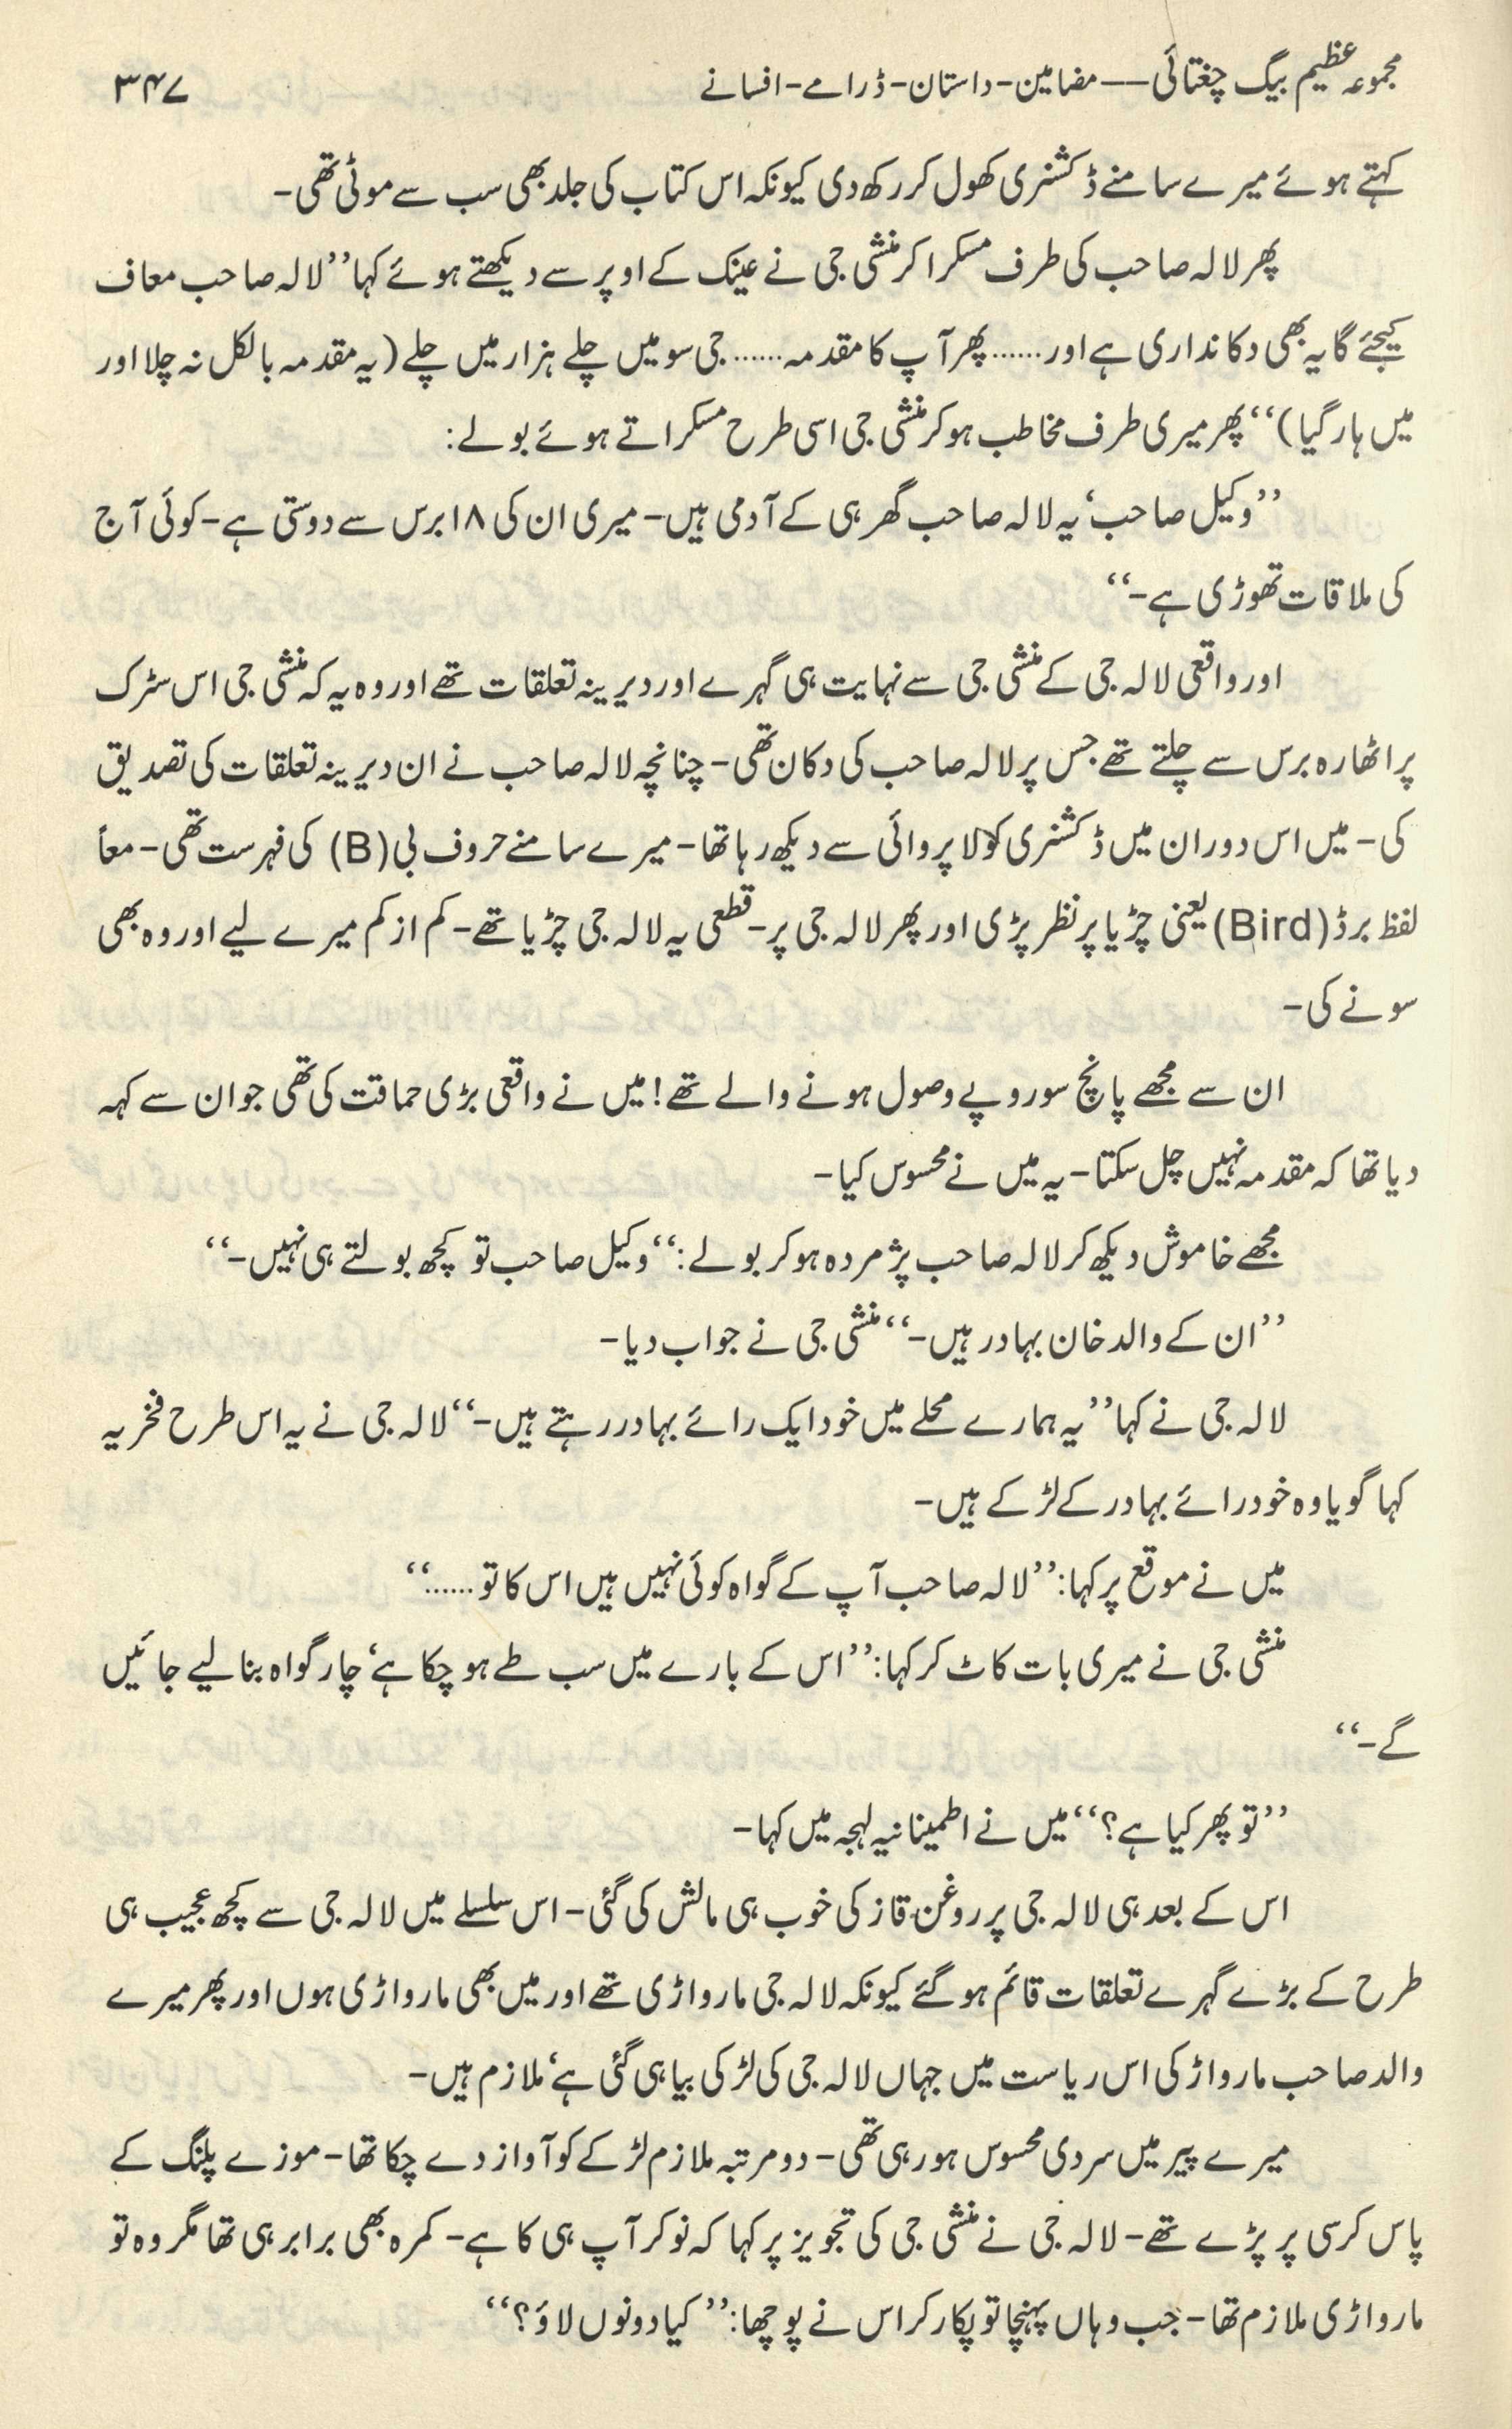 مجموعہ عظیم بیگ چغتائی — مضامین - داستان - ڈرامے - افسانے ۳۴۷
کہتے ہوئے میرے سامنے ڈکشنری کھول کر رکھ دی کیونکہ اس کتاب کی جلد بھی سب سے موٹی تھی -
پھر لالہ صاحب کی طرف مسکرا کر منشی جی نے عینک کے اوپر سے دیکھتے ہوئے کہا ’’لالہ صاحب معاف
کیجئے گا یہ بھی دکانداری ہے اور...... پھر آپ کا مقدمہ...... جی سو میں چلے ہزار میں چلے (یہ مقدمہ بالکل نہ چلا اور
میں ہار گیا)‘‘ پھر میری طرف مخاطب ہو کر منشی جی اسی طرح مسکراتے ہوئے بولے:
’’وکیل صاحب‘ یہ لالہ صاحب گھر ہی کے آدمی ہیں - میری ان کی ۱۸ برس سے دوستی ہے - کوئی آج
کی ملاقات تھوڑی ہے -‘‘
اور واقعی لالہ جی کے منشی جی سے نہایت ہی گہرے اور دیرینہ تعلقات تھے اور وہ یہ کہ منشی جی اس سڑک
پر اٹھارہ برس سے چلتے تھے جس پر لالہ صاحب کی دکان تھی - چنانچہ لالہ صاحب نے ان دیرینہ تعلقات کی تصدیق
کی - میں اس دوران میں ڈکشنری کو لاپروائی سے دیکھ رہا تھا - میرے سامنے حروف بی (B) کی فہرست تھی - معاً
لفظ برڈ (Bird) یعنی چڑیا پر نظر پڑی اور پھر لالہ جی پر - قطعی یہ لالہ جی چڑیا تھے - کم از کم میرے لیے اور وہ بھی
سونے کی -
ان سے مجھے پانچ سو روپے وصول ہونے والے تھے! میں نے واقعی بڑی حماقت کی تھی جو ان سے کہہ
دیا تھا کہ مقدمہ نہیں چل سکتا - یہ میں نے محسوس کیا -
مجھے خاموش دیکھ کر لالہ صاحب پژمردہ ہو کر بولے: ‘‘وکیل صاحب تو کچھ بولتے ہی نہیں -‘‘
’’ان کے والد خان بہادر ہیں -‘‘ منشی جی نے جواب دیا -
لالہ جی نے کہا ’’یہ ہمارے محلے میں خود ایک رائے بہادر رہتے ہیں -‘‘ لالہ جی نے یہ اس طرح فخریہ
کہا گویا وہ خود رائے بہادر کے لڑکے ہیں -
میں نے موقع پر کہا: ’’لالہ صاحب آپ کے گواہ کوئی نہیں ہیں اس کا تو......‘‘
منشی جی نے میری بات کاٹ کر کہا: ’’اس کے بارے میں سب طے ہو چکا ہے‘ چار گواہ بنا لیے جائیں
گے -‘‘
’’تو پھر کیا ہے؟‘‘ میں نے اطمینانیہ لہجہ میں کہا -
اس کے بعد ہی لالہ جی پر روغن قاز کی خوب ہی مالش کی گئی - اس سلسلے میں لالہ جی سے کچھ عجیب ہی
طرح کے بڑے گہرے تعلقات قائم ہو گئے کیونکہ لالہ جی مارواڑی تھے اور میں بھی مارواڑی ہوں اور پھر میرے
والد صاحب مارواڑ کی اس ریاست میں جہاں لالہ جی کی لڑکی بیاہی گئی ہے‘ ملازم ہیں -
میرے پیر میں سردی محسوس ہو رہی تھی - دو مرتبہ ملازم لڑکے کو آواز دے چکا تھا - موزے پلنگ کے
پاس کرسی پر پڑے تھے - لالہ جی نے منشی جی کی تجویز پر کہا کہ نوکر آپ ہی کا ہے - کمرہ بھی برابر ہی تھا مگر وہ تو
مارواڑی ملازم تھا - جب وہاں پہنچا تو پکار کر اس نے پوچھا: ’’کیا دونوں لاؤ؟‘‘